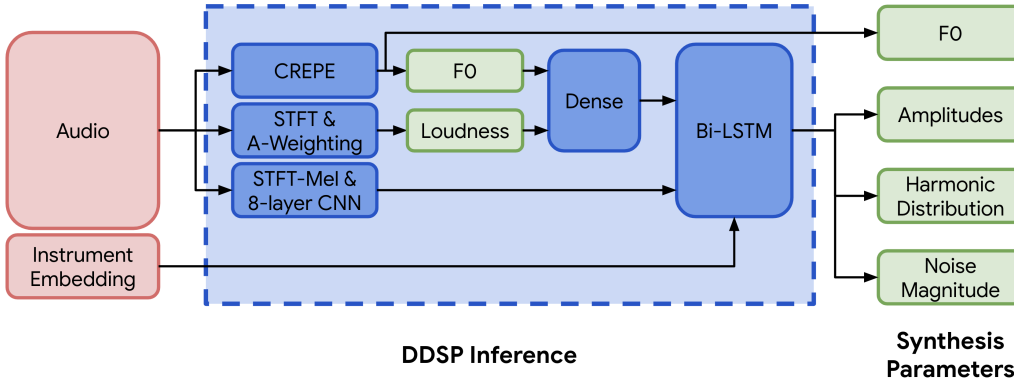 Audio
Instrument
Embedding
CREPE
STFT &
A-Weighting
STFT-Mel &
8-layer CNN
F0
Loudness
Dense
Bi-LSTM
F0
Amplitudes
Harmonic
Distribution
Noise
Magnitude
DDSP Inference
Synthesis
Parameters